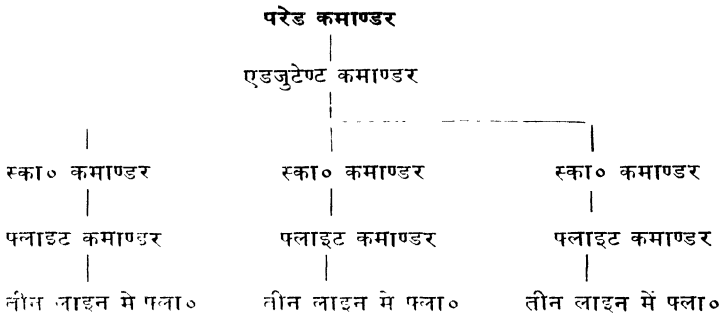 परेड कमाण्डर
एडजुटेण्ट कमाण्डर
स्का० कमाण्डर स्का० कमाण्डर स्का० कमाण्डर
फ्लाइट कमाण्डर फ्लाइट कमाण्डर फ्लाइट कमाण्डर
तीन लाइन मे फ्ला० तीन लाइन मे फ्ला० तीन लाइन में फ्ला०